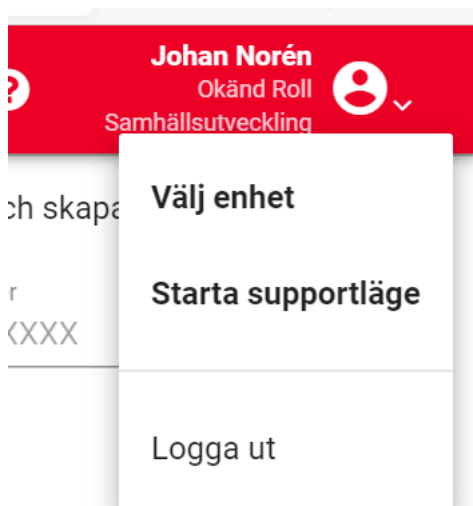 Johan Norén
Okänd Roll
Samhällsutveckling
ch skapa
Välj enhet
r
XXXX
Starta supportläge
Logga ut